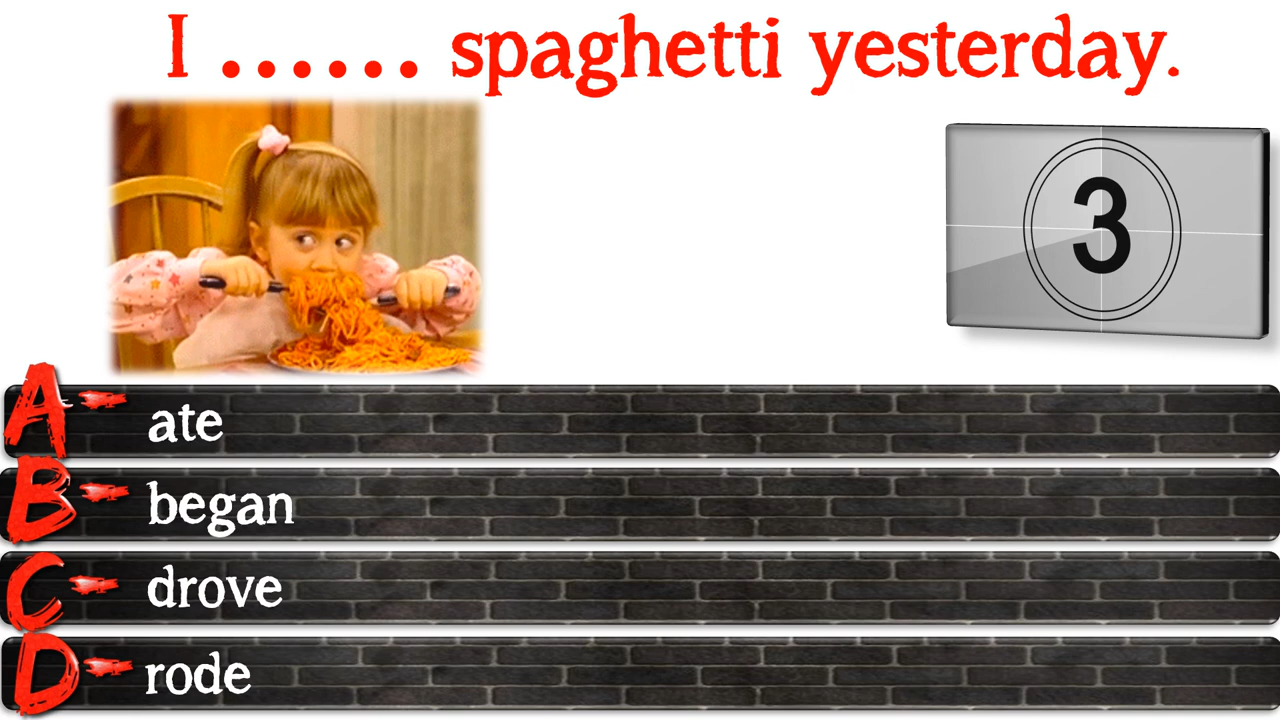 I ...... spaghetti yesterday.
3
A- ate
B- began
C- drove
D- rode